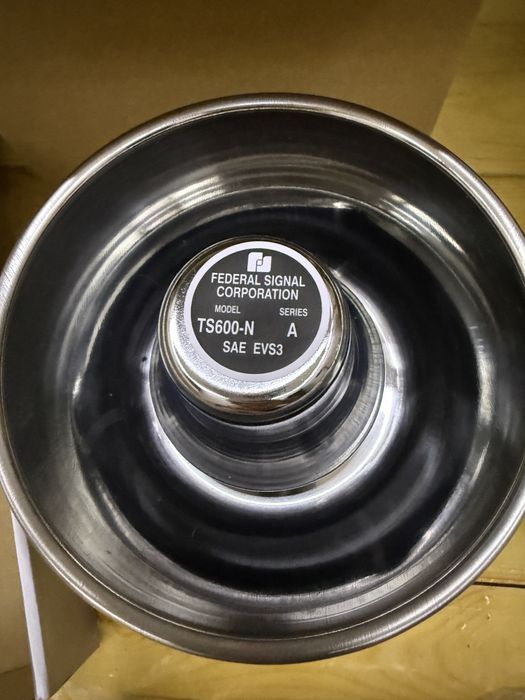 FEDERAL SIGNAL
CORPORATION
MODEL SERIES
TS600-N A
SAE EVS3